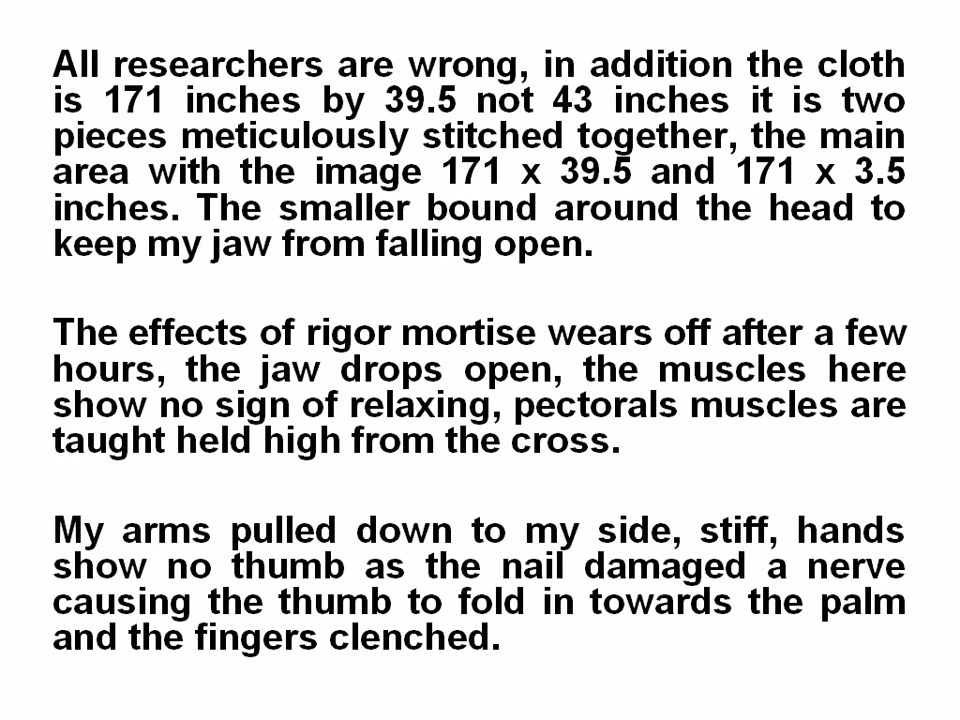 All researchers are wrong, in addition the cloth
is 171 inches by 39.5 not 43 inches it is two
pieces meticulously stitched together, the main
area with the image 171 x 39.5 and 171 x 3.5
inches. The smaller bound around the head to
keep my jaw from falling open.
The effects of rigor mortise wears off after a few
hours, the jaw drops open, the muscles here
show no sign of relaxing, pectorals muscles are
taught held high from the cross.
My arms pulled down to my side, stiff, hands
show no thumb as the nail damaged a nerve
causing the thumb to fold in towards the palm
and the fingers clenched.